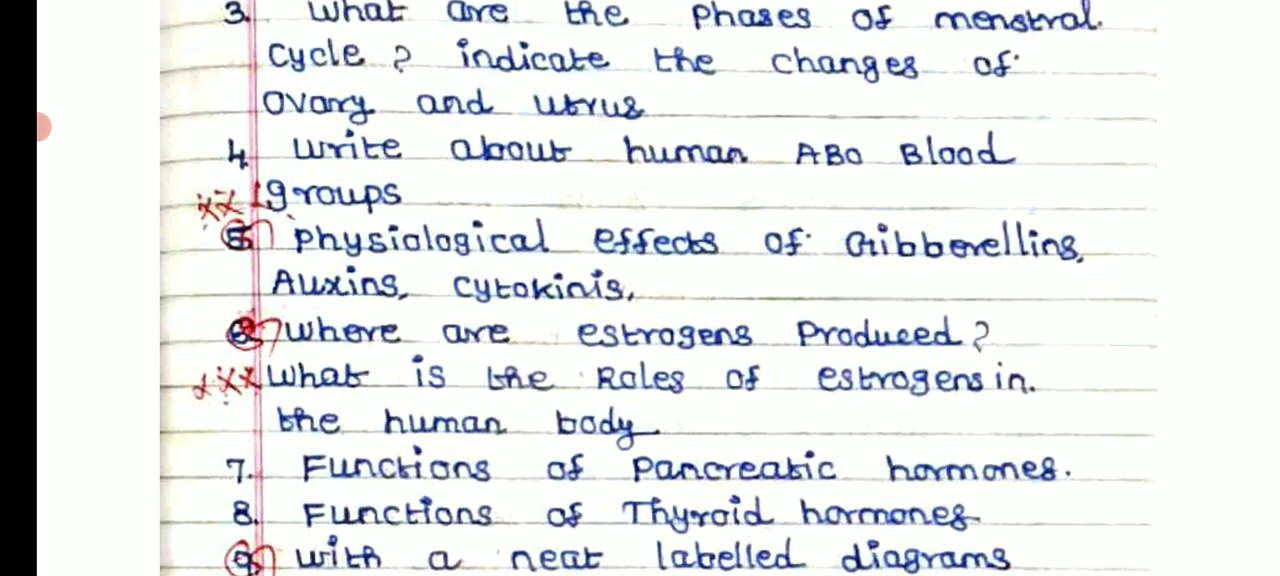 3. What are the phases of menstral
cycle ? indicate the changes of
ovary and utrus
4. Write about human ABO Blood
xx groups
5) Physiological effects of Gibberellins,
Auxins, cytokinis,
where are estrogens produced ?
xxx What is the Roles of estrogens in.
the human body
7. Functions of pancreatic hormones.
8. Functions of Thyroid hormones
9) with a neat labelled diagrams